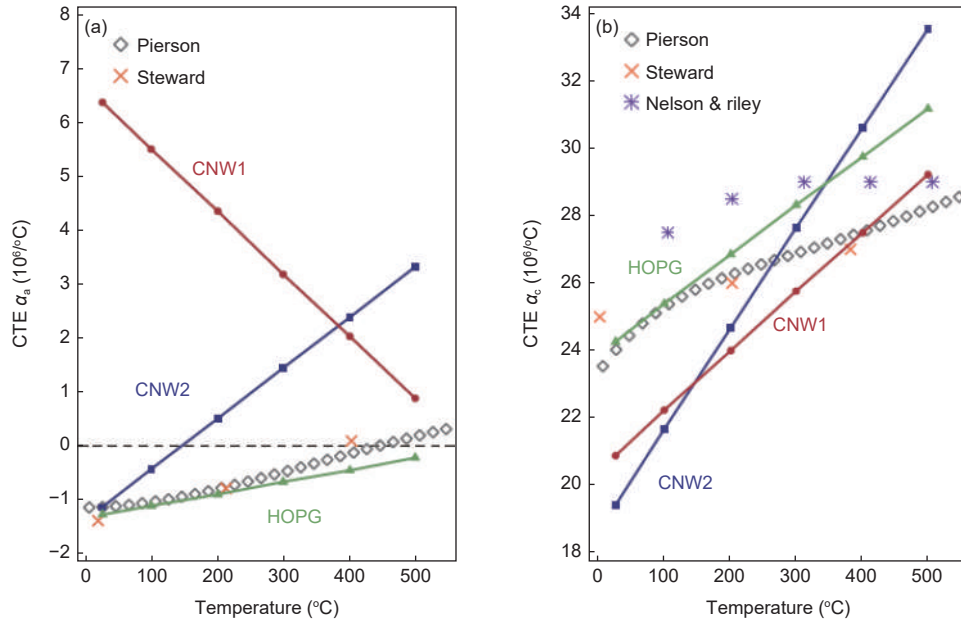 (a)
Pierson
Steward
CNW1
CNW2
HOPG
8
7
6
5
4
3
2
1
0
−1
−2
CTE αa (10⁶/°C)
0 100 200 300 400 500
Temperature (°C)
(b)
Pierson
Steward
Nelson & riley
HOPG
CNW1
CNW2
34
32
30
28
26
24
22
20
18
CTE αc (10⁶/°C)
0 100 200 300 400 500
Temperature (°C)